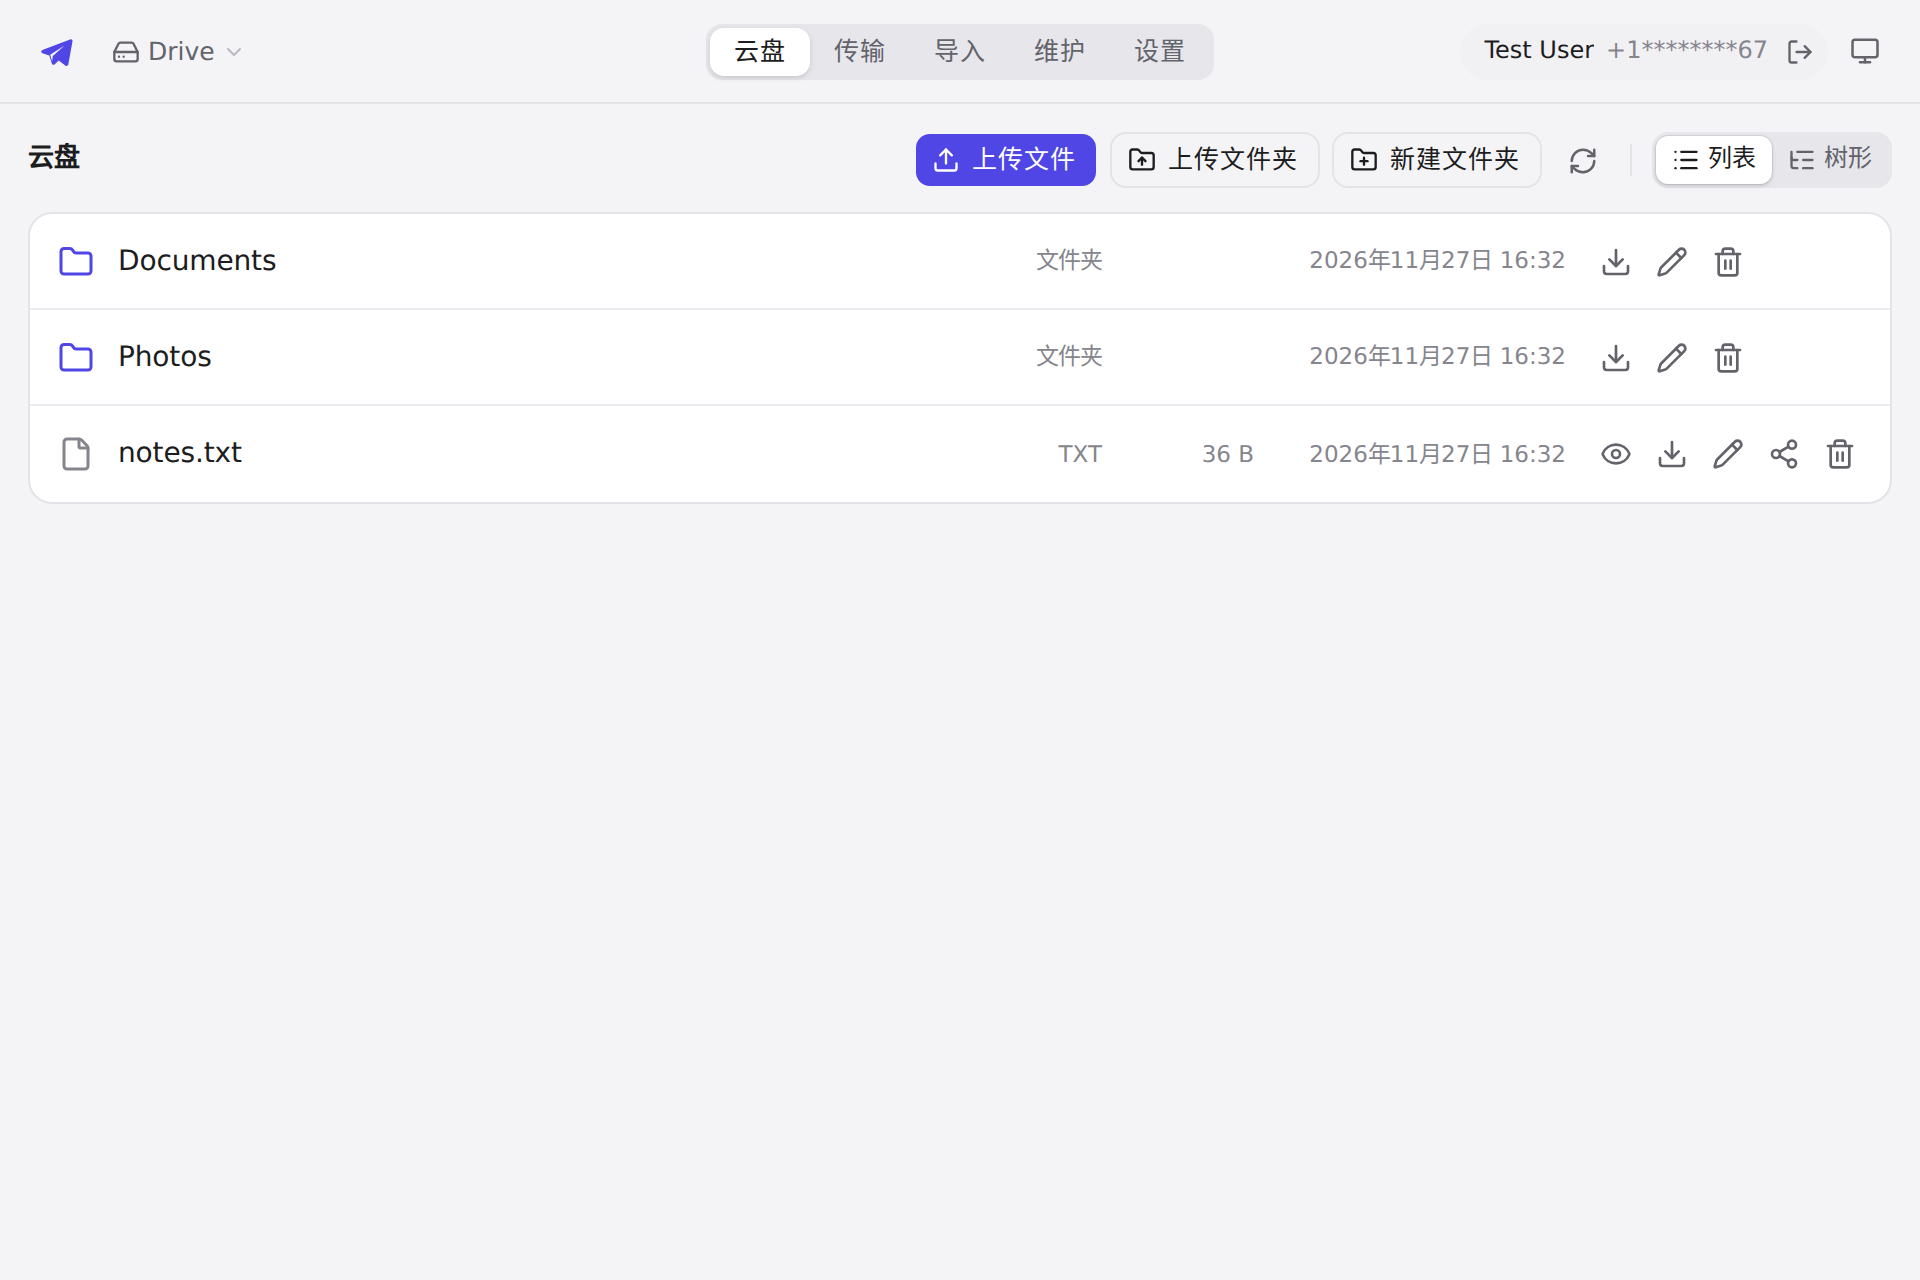 Drive 云盘 传输 导入 维护 设置 Test User +1********67
云盘 上传文件 上传文件夹 新建文件夹 列表 树形
Documents 文件夹 2026年11月27日 16:32
Photos 文件夹 2026年11月27日 16:32
notes.txt TXT 36 B 2026年11月27日 16:32